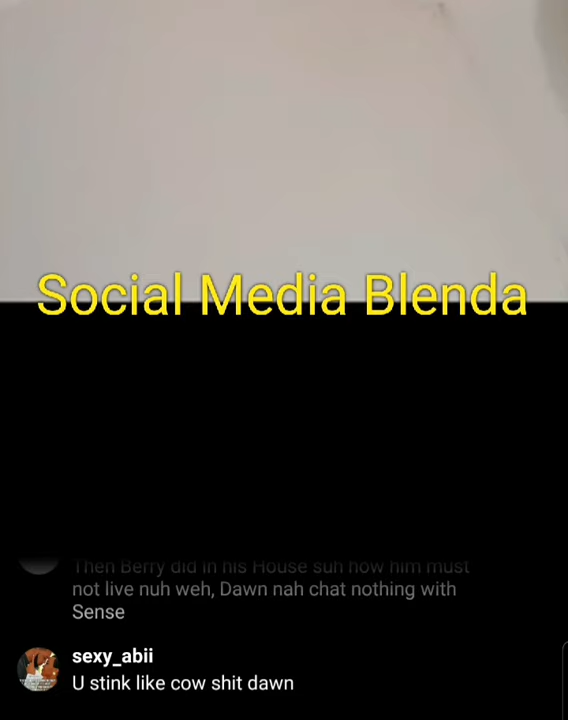 Social Media Blenda
Then Berry did in his House suh how him must
not live nuh weh, Dawn nah chat nothing with
Sense
sexy_abii
U stink like cow shit dawn